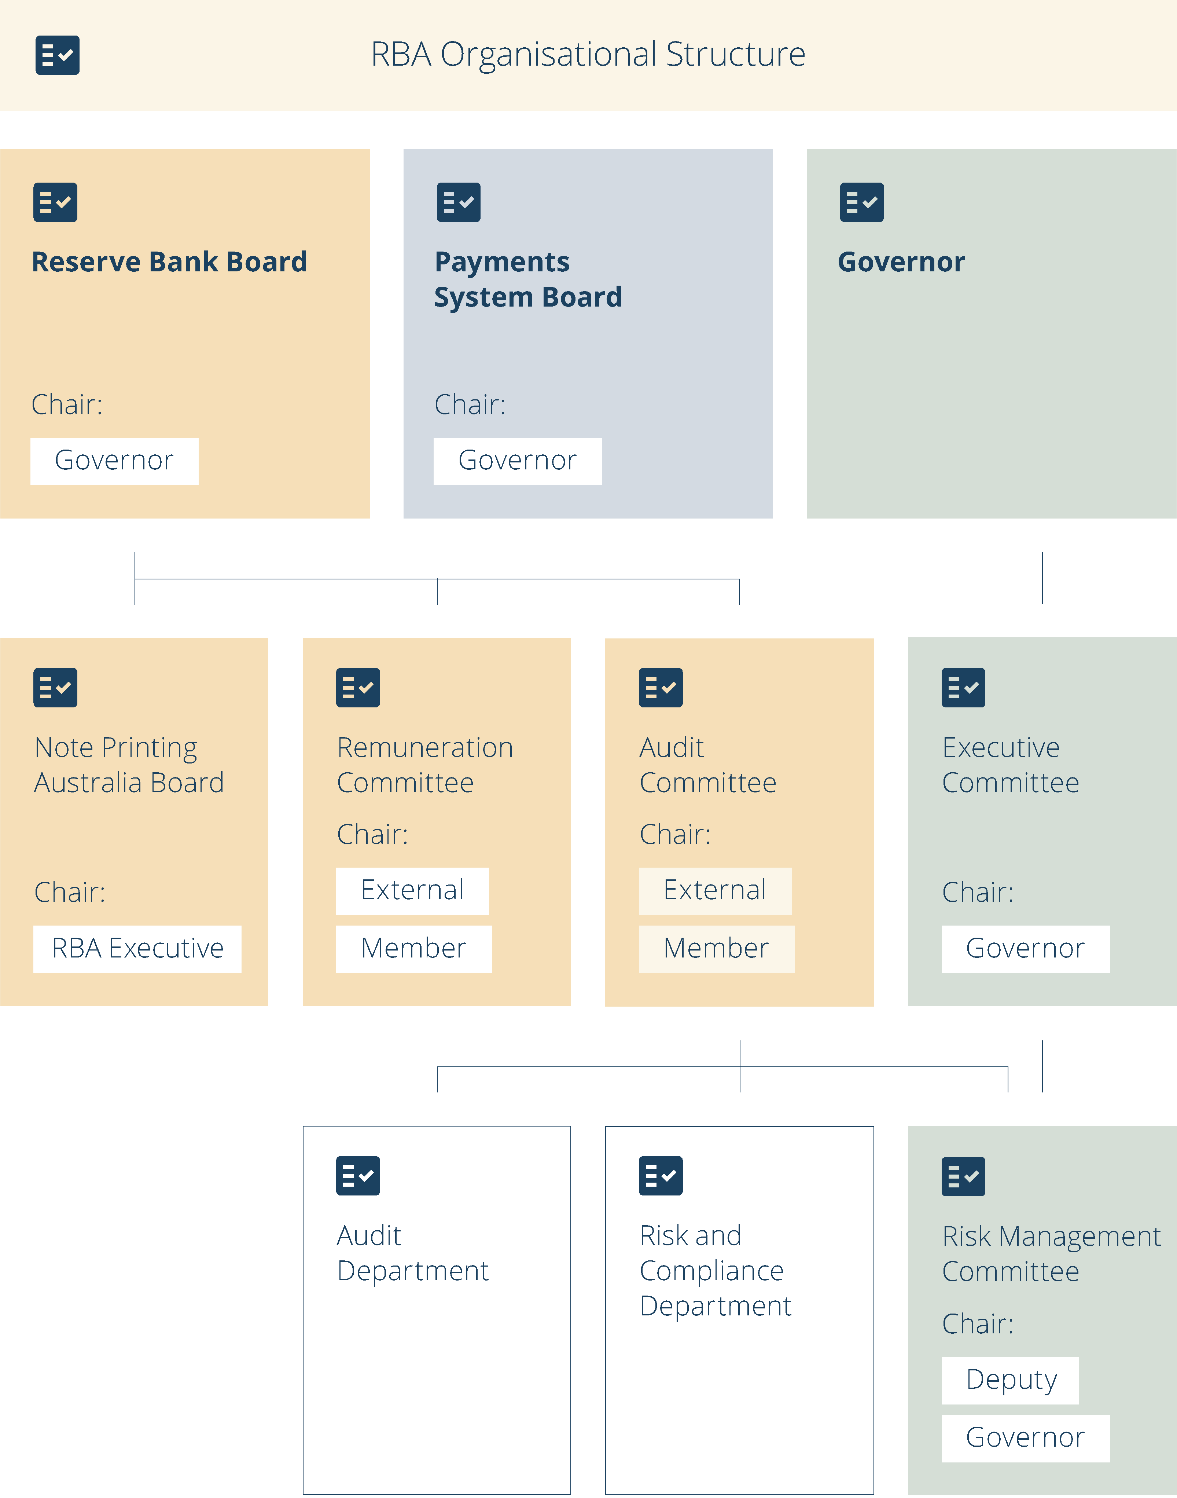 RBA Organisational Structure
Reserve Bank Board
Chair:
Governor
Payments
System Board
Chair:
Governor
Governor
Note Printing
Australia Board
Chair:
RBA Executive
Remuneration
Committee
Chair:
External
Member
Audit
Committee
Chair:
External
Member
Executive
Committee
Chair:
Governor
Audit
Department
Risk and
Compliance
Department
Risk Management
Committee
Chair:
Deputy
Governor